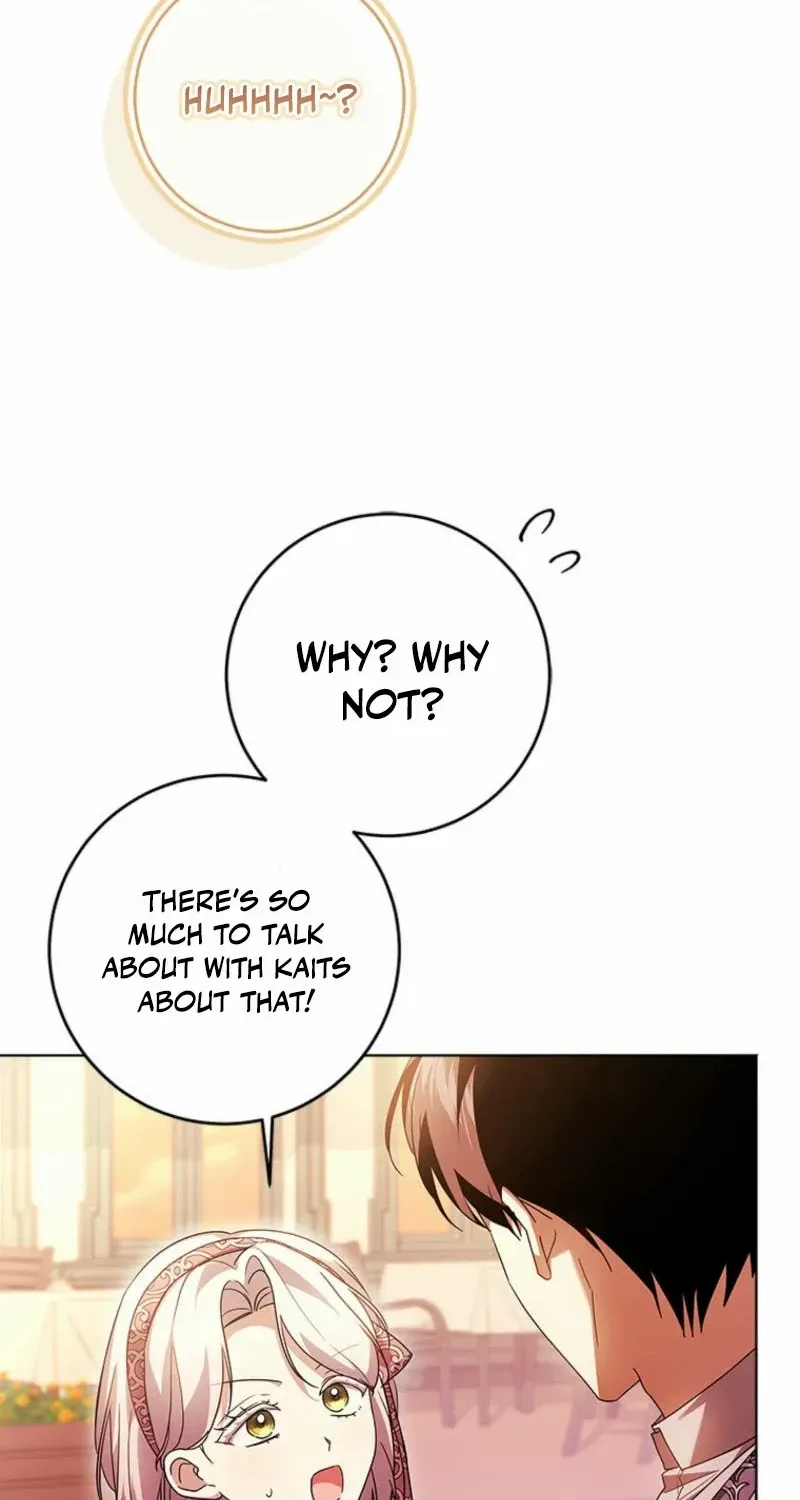 HUHHHH~?
WHY? WHY
NOT?
THERE'S SO
MUCH TO TALK
ABOUT WITH KAITS
ABOUT THAT!